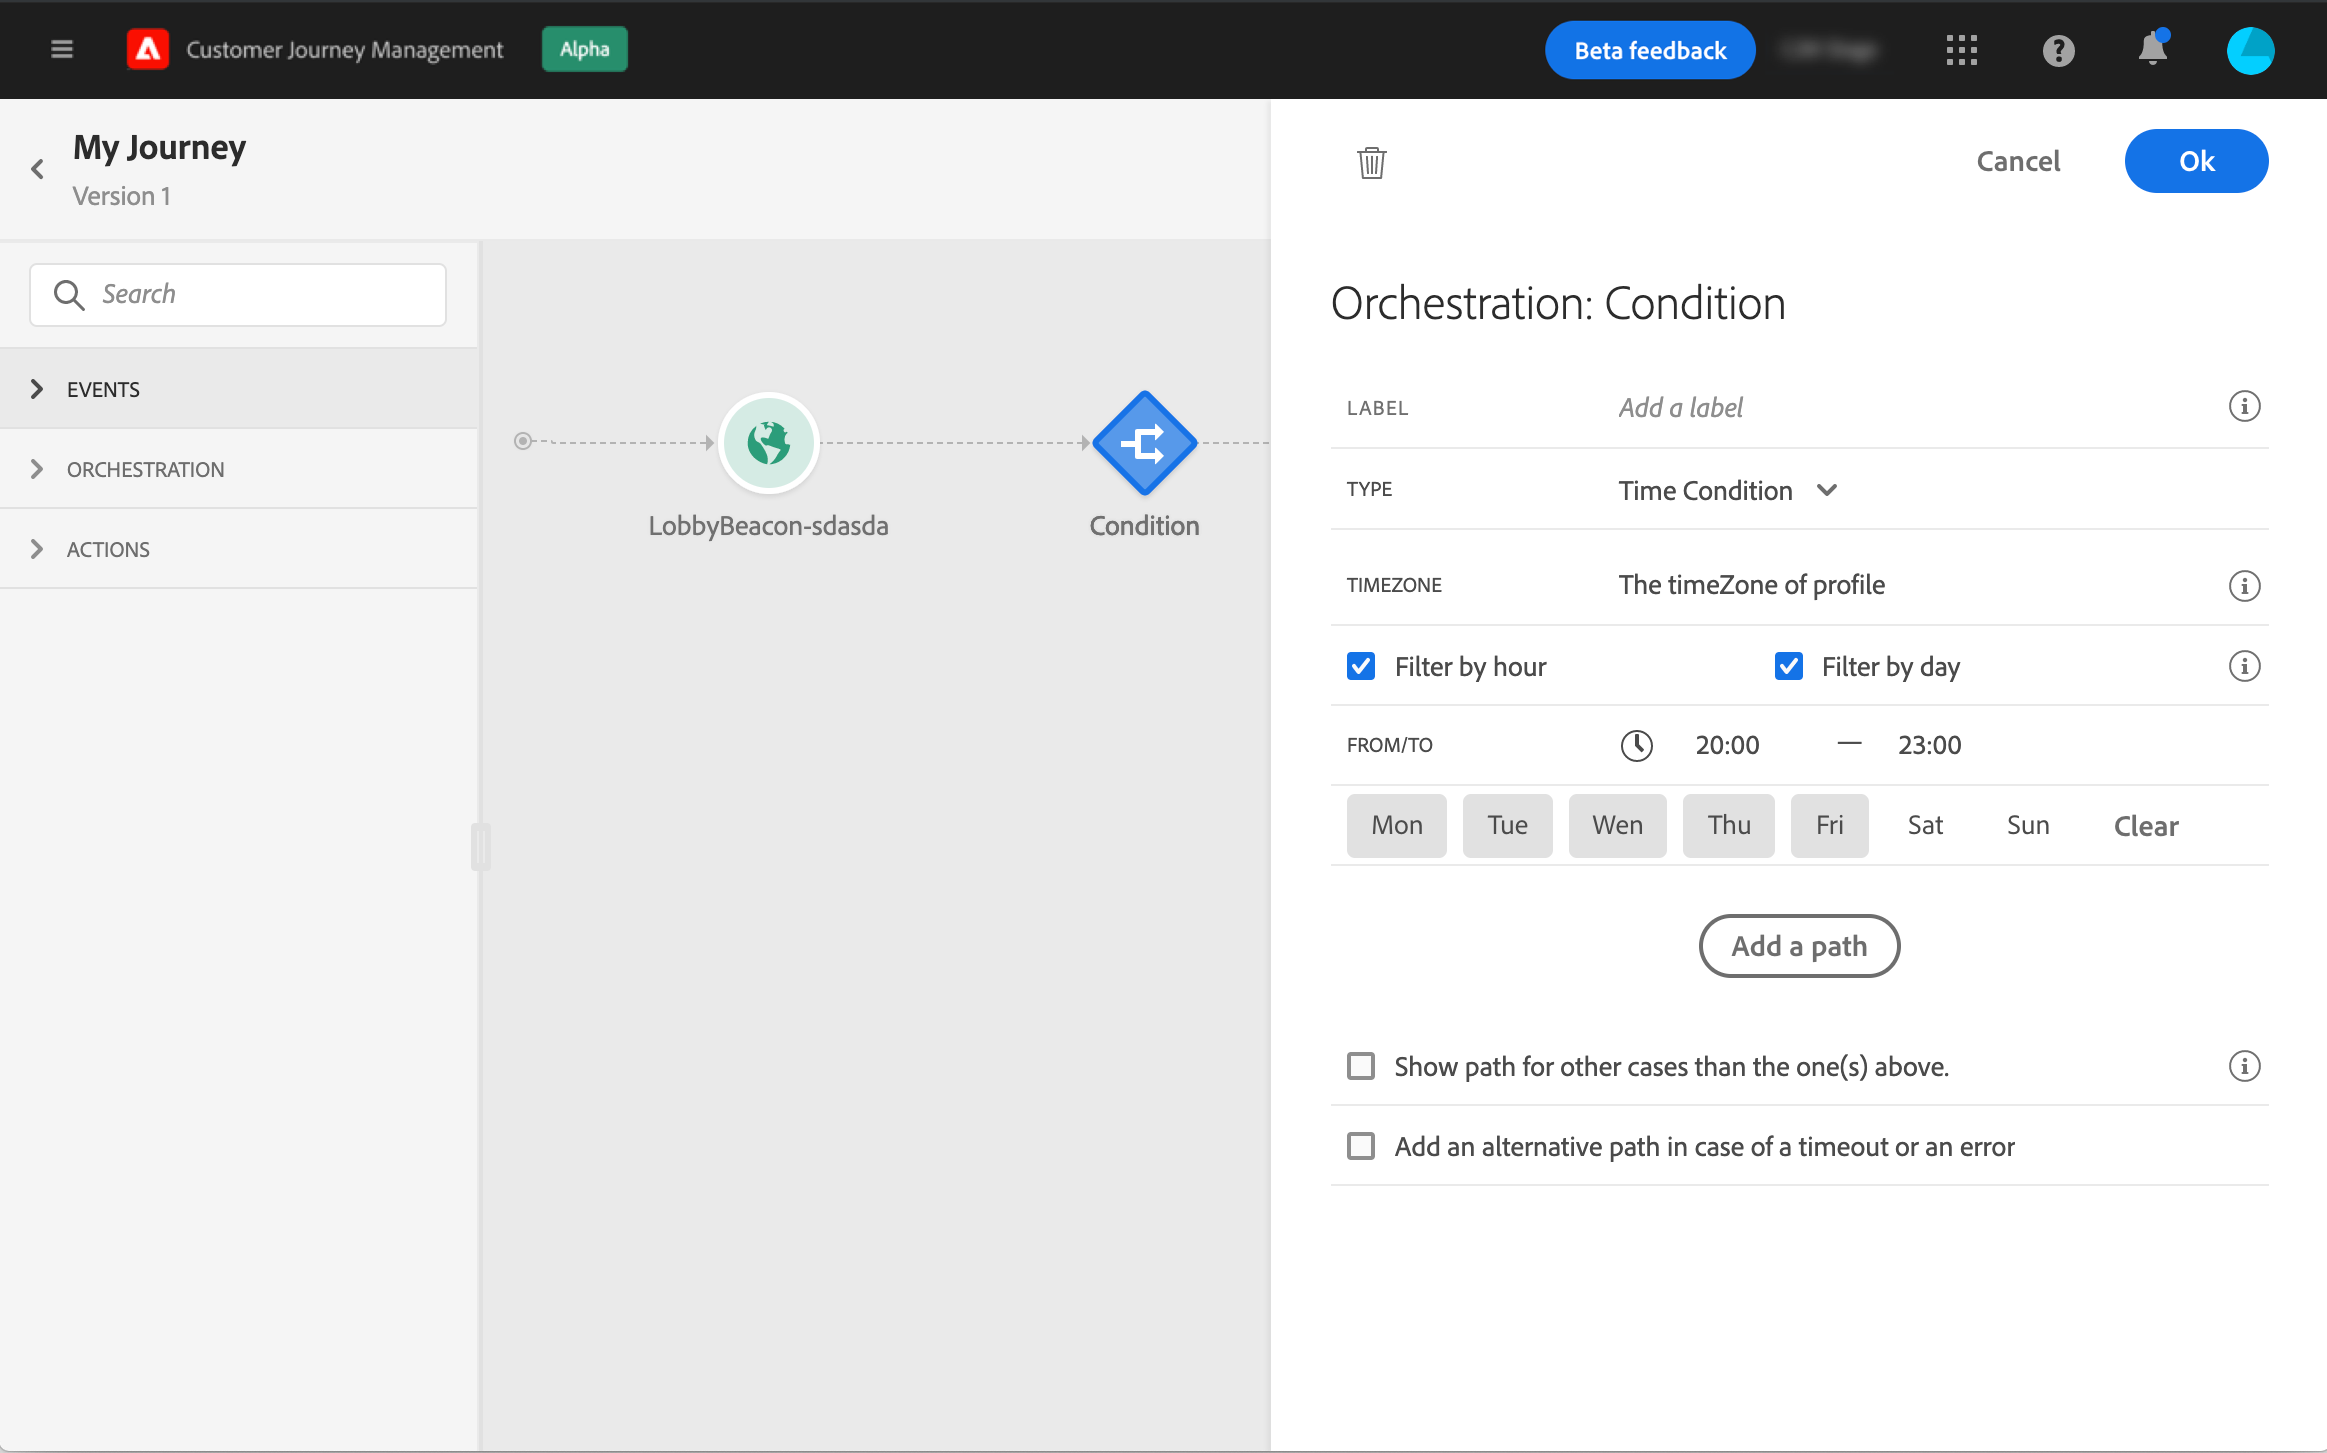 Customer Journey Management Alpha Beta feedback
My Journey
Version 1
Cancel
Ok
Search
EVENTS
ORCHESTRATION
ACTIONS
LobbyBeacon-sdasda
Condition
Orchestration: Condition
LABEL Add a label
TYPE Time Condition
TIMEZONE The timeZone of profile
Filter by hour Filter by day
FROM/TO 20:00 — 23:00
Mon Tue Wen Thu Fri Sat Sun Clear
Add a path
Show path for other cases than the one(s) above.
Add an alternative path in case of a timeout or an error